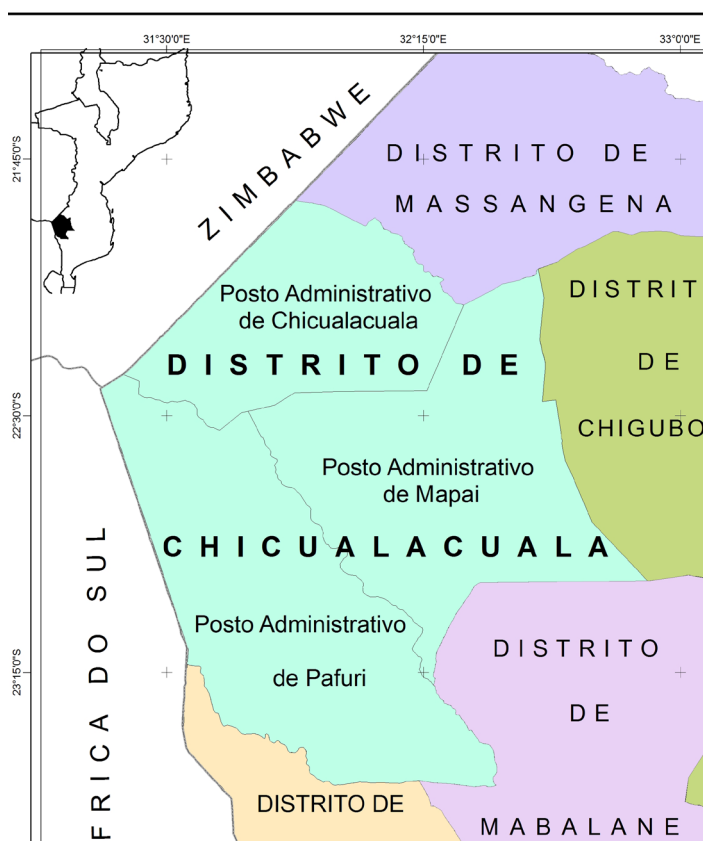 31°30'0"E
32°15'0"E
33°0'0"E
21°45'0"S
22°30'0"S
23°15'0"S
ZIMBABWE
DISTRITO DE
MASSANGENA
Posto Administrativo
de Chicualacuala
DISTRIT
DE
CHIGUBO
DISTRITO DE
CHICUALACUALA
Posto Administrativo
de Mapai
Posto Administrativo
de Pafuri
FRICA DO SUL
DISTRITO
DE
MABALANE
DISTRITO DE